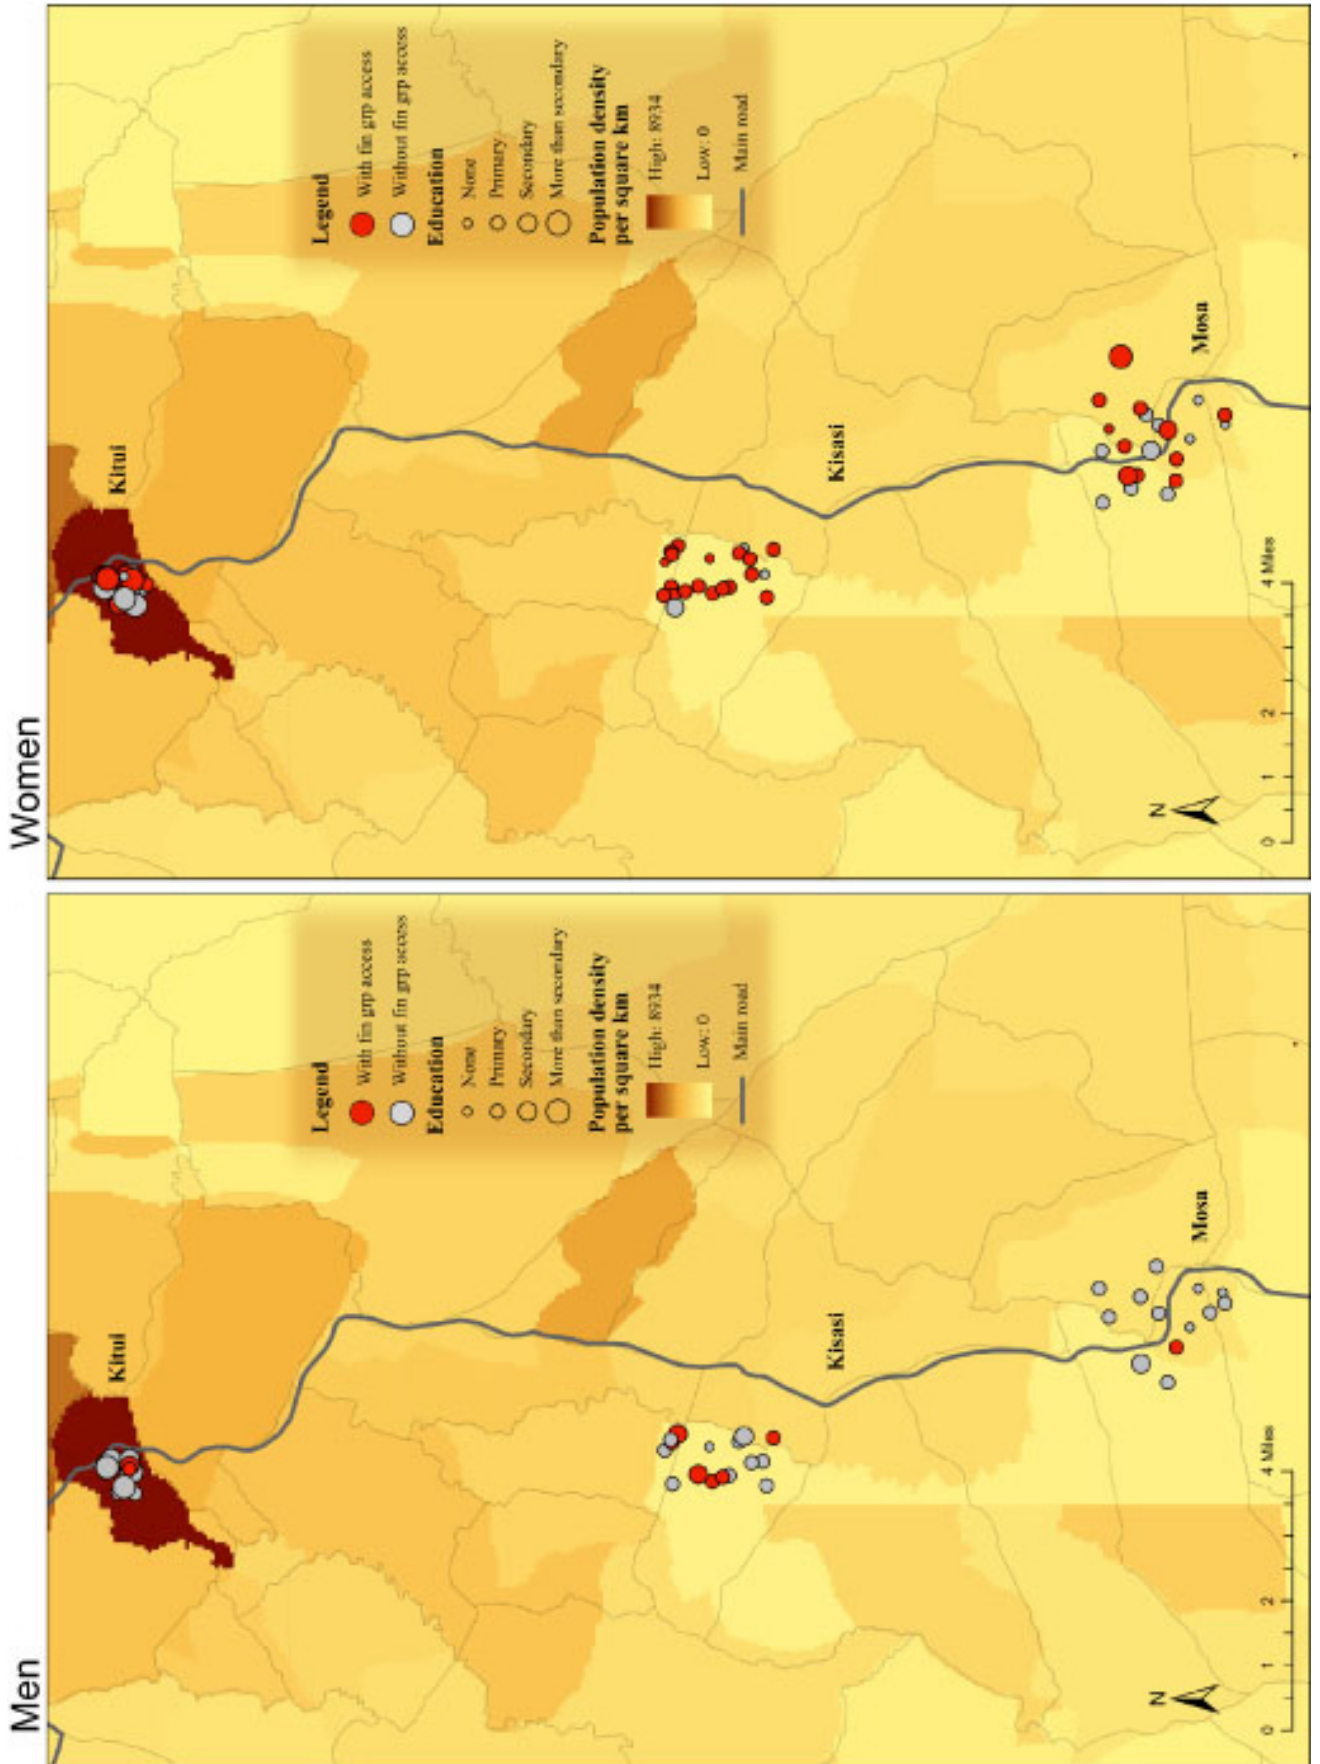 Men
Kitui
Legend
With fin grp access
Without fin grp access
Education
None
Primary
Secondary
More than secondary
Population density
per square km
High: 8934
Low: 0
Main road
Kisasi
Mosa
N
0 1 2 4 Miles
Women
Kitui
Legend
With fin grp access
Without fin grp access
Education
None
Primary
Secondary
More than secondary
Population density
per square km
High: 8934
Low: 0
Main road
Kisasi
Mosa
N
0 1 2 4 Miles